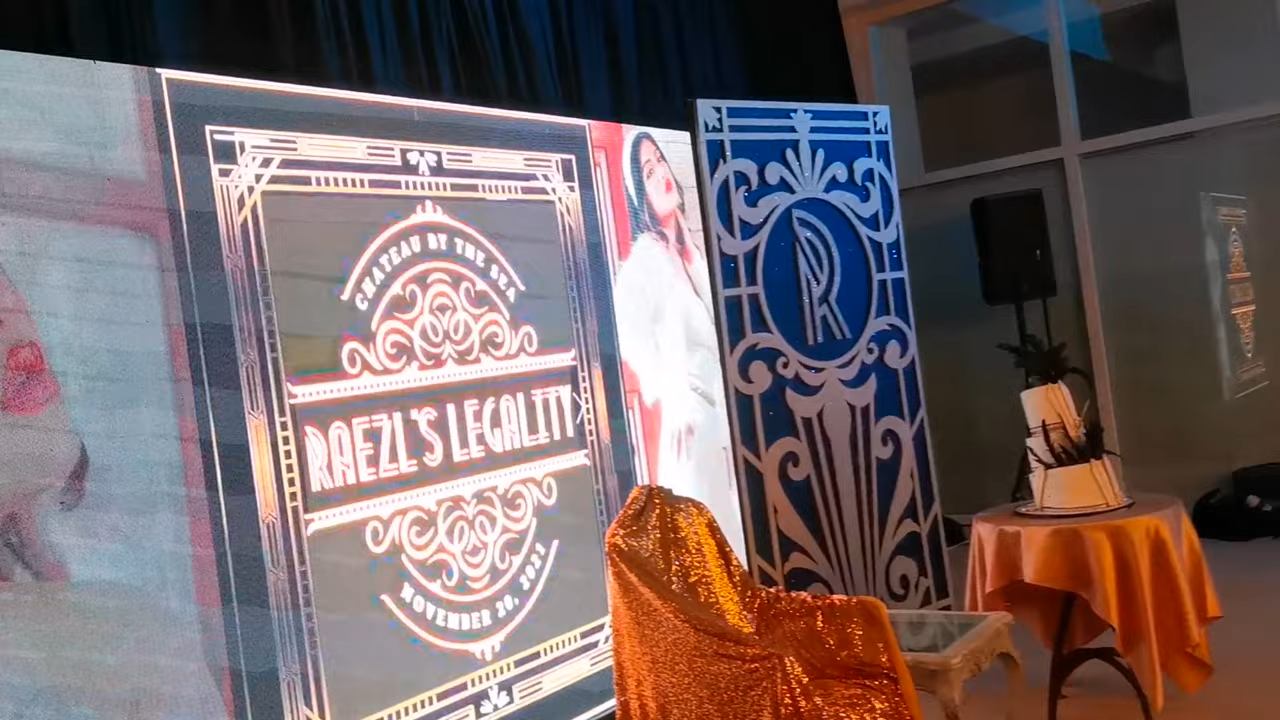 CHATEAU BY THE SEA
RAEZL'S LEGALITY
NOVEMBER 20, 2021
R